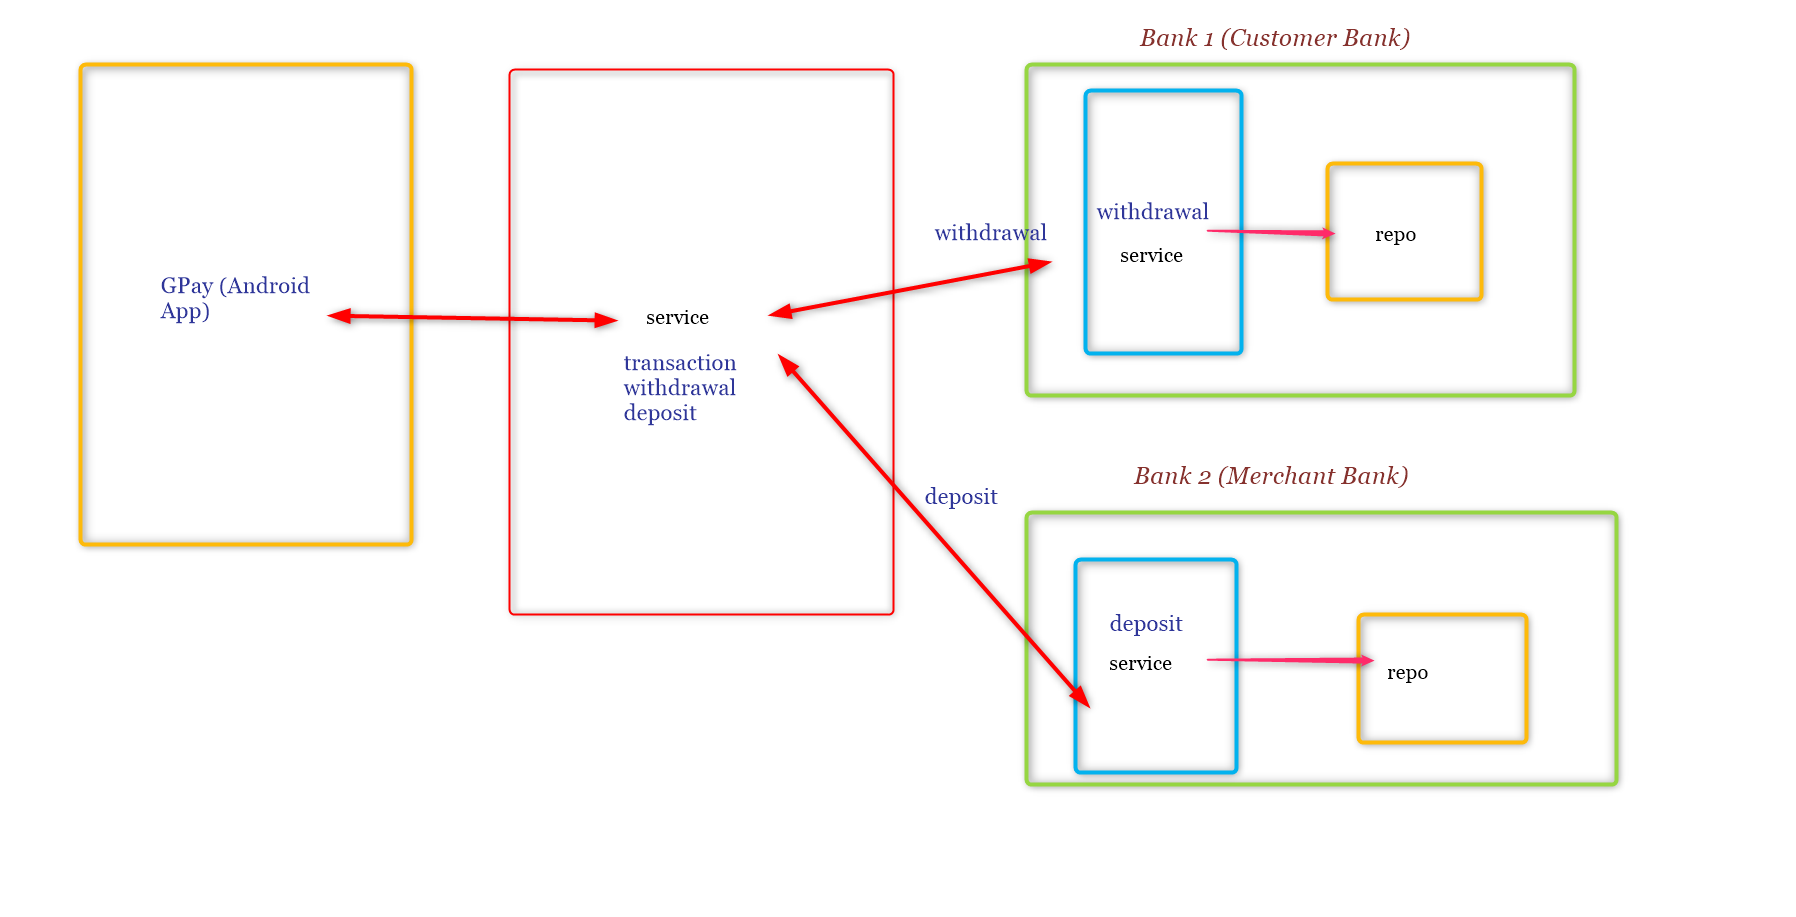 Bank 1 (Customer Bank)
GPay (Android
App)
service
transaction
withdrawal
deposit
withdrawal
withdrawal
service
repo
deposit
Bank 2 (Merchant Bank)
deposit
service
repo